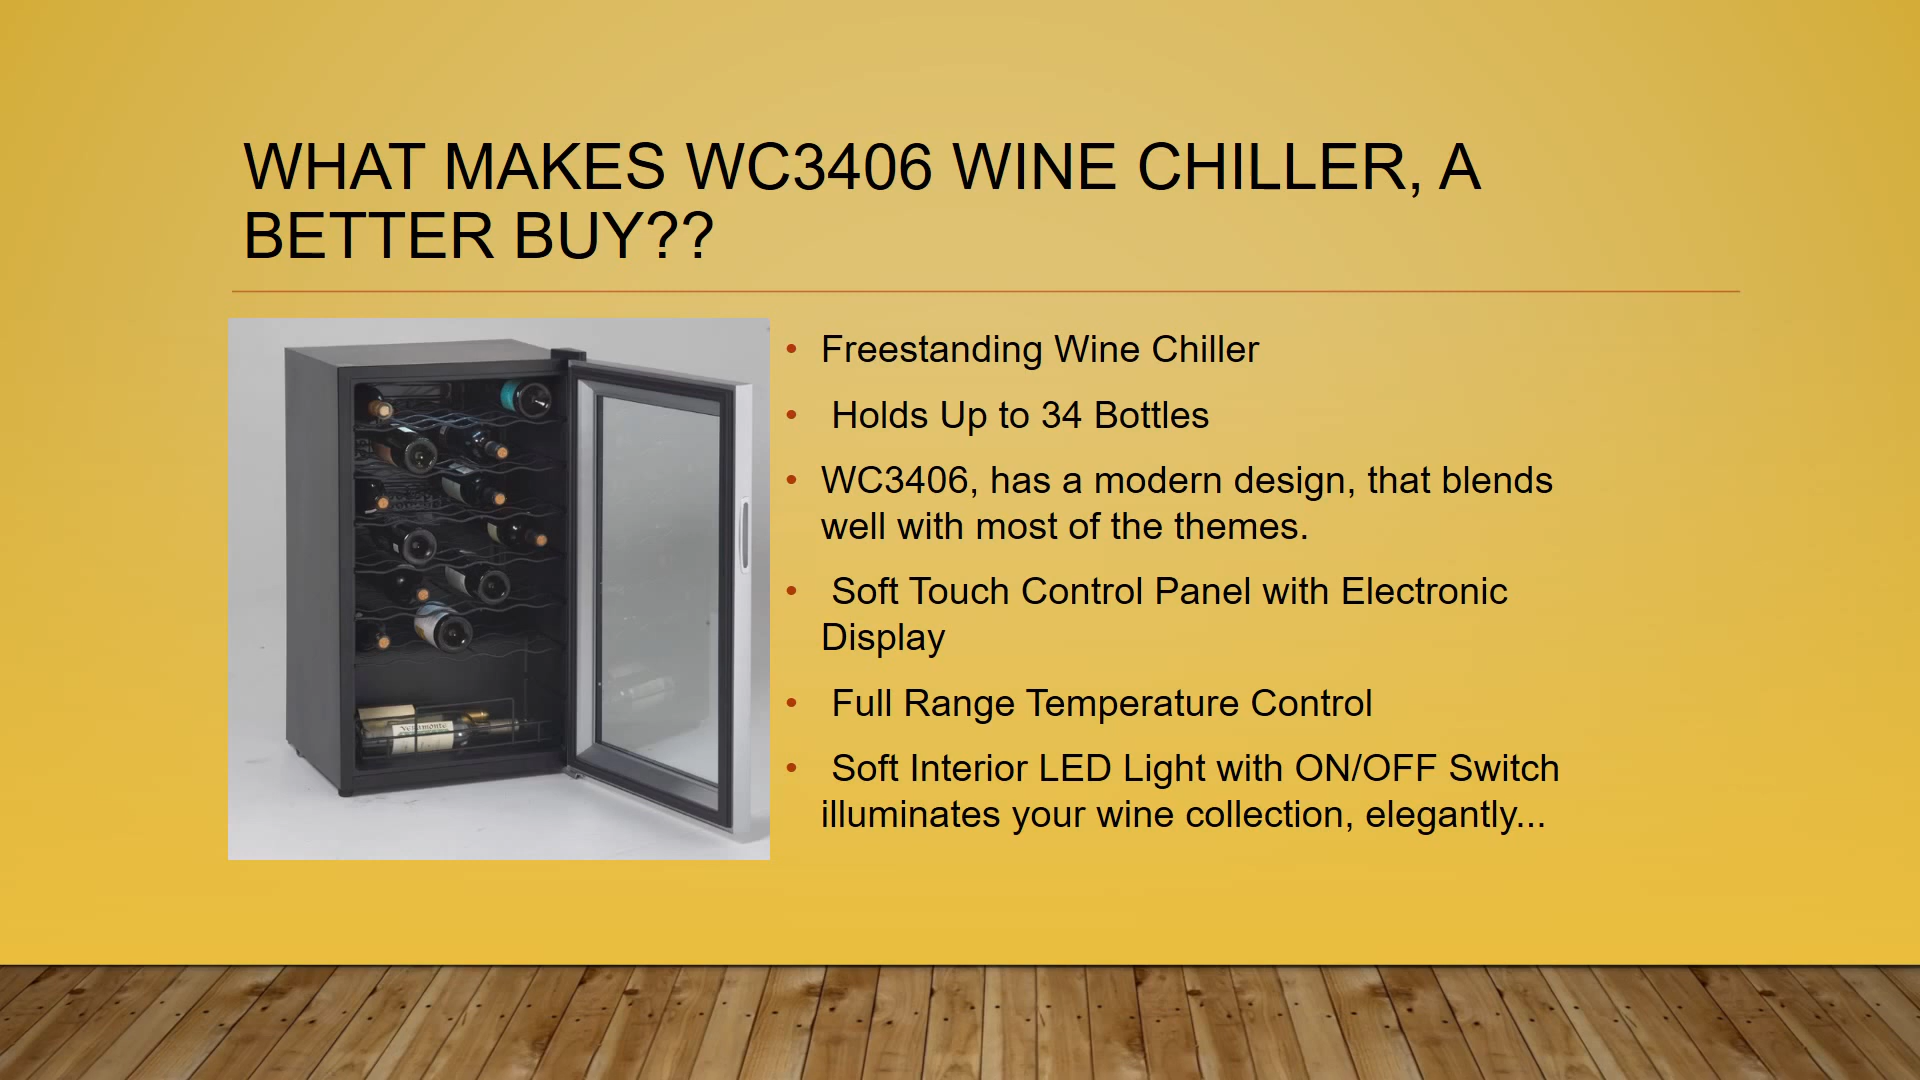 WHAT MAKES WC3406 WINE CHILLER, A
BETTER BUY??
• Freestanding Wine Chiller
• Holds Up to 34 Bottles
• WC3406, has a modern design, that blends
well with most of the themes.
• Soft Touch Control Panel with Electronic
Display
• Full Range Temperature Control
• Soft Interior LED Light with ON/OFF Switch
illuminates your wine collection, elegantly...